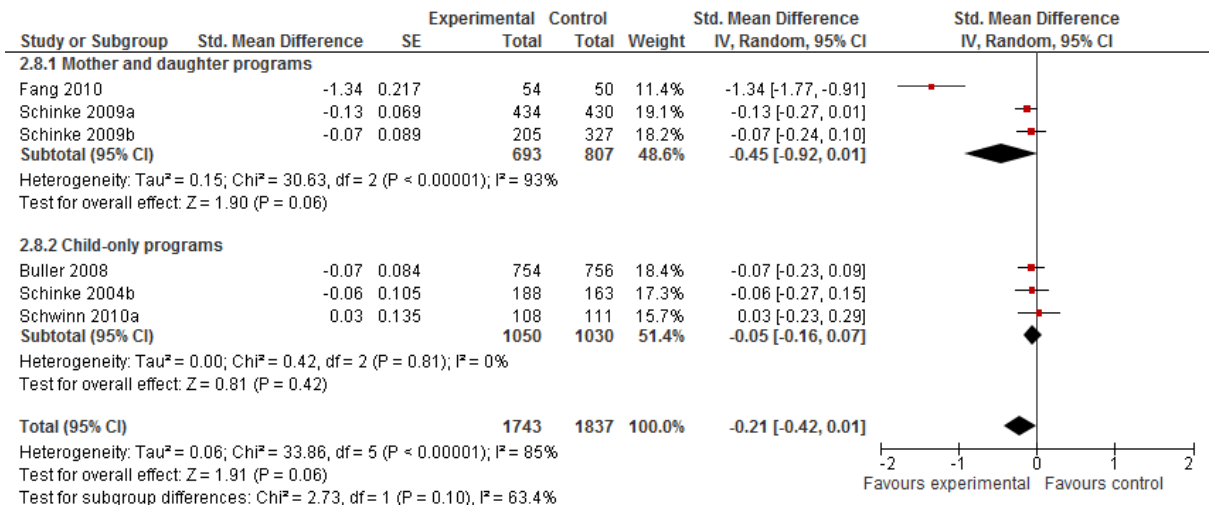 Experimental Control Std. Mean Difference Std. Mean Difference
Study or Subgroup Std. Mean Difference SE Total Total Weight IV, Random, 95% CI IV, Random, 95% CI
2.8.1 Mother and daughter programs
Fang 2010 -1.34 0.217 54 50 11.4% -1.34 [-1.77, -0.91]
Schinke 2009a -0.13 0.069 434 430 19.1% -0.13 [-0.27, 0.01]
Schinke 2009b -0.07 0.089 205 327 18.2% -0.07 [-0.24, 0.10]
Subtotal (95% CI) 693 807 48.6% -0.45 [-0.92, 0.01]
Heterogeneity: Tau² = 0.15; Chi² = 30.63, df = 2 (P < 0.00001); I² = 93%
Test for overall effect: Z = 1.90 (P = 0.06)
2.8.2 Child-only programs
Buller 2008 -0.07 0.084 754 756 18.4% -0.07 [-0.23, 0.09]
Schinke 2004b -0.06 0.105 188 163 17.3% -0.06 [-0.27, 0.15]
Schwinn 2010a 0.03 0.135 108 111 15.7% 0.03 [-0.23, 0.29]
Subtotal (95% CI) 1050 1030 51.4% -0.05 [-0.16, 0.07]
Heterogeneity: Tau² = 0.00; Chi² = 0.42, df = 2 (P = 0.81); I² = 0%
Test for overall effect: Z = 0.81 (P = 0.42)
Total (95% CI) 1743 1837 100.0% -0.21 [-0.42, 0.01]
Heterogeneity: Tau² = 0.06; Chi² = 33.86, df = 5 (P < 0.00001); I² = 85%
Test for overall effect: Z = 1.91 (P = 0.06)
Test for subgroup differences: Chi² = 2.73, df = 1 (P = 0.10), I² = 63.4%
-2 -1 0 1 2
Favours experimental Favours control